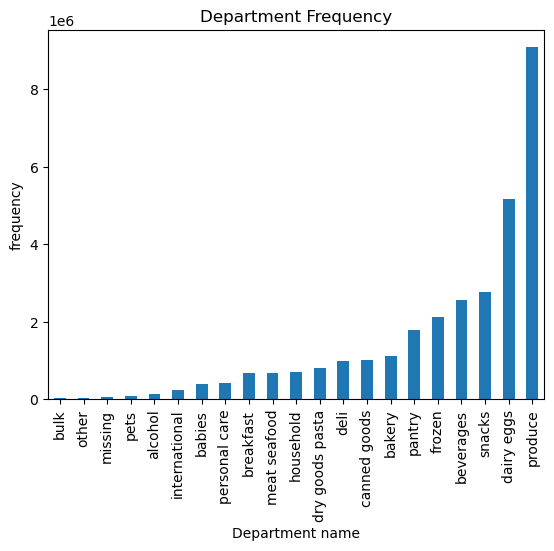 Department Frequency
1e6
8
6
4
2
0
frequency
bulk
other
missing
pets
alcohol
international
babies
personal care
breakfast
meat seafood
household
dry goods pasta
deli
canned goods
bakery
pantry
frozen
beverages
snacks
dairy eggs
produce
Department name